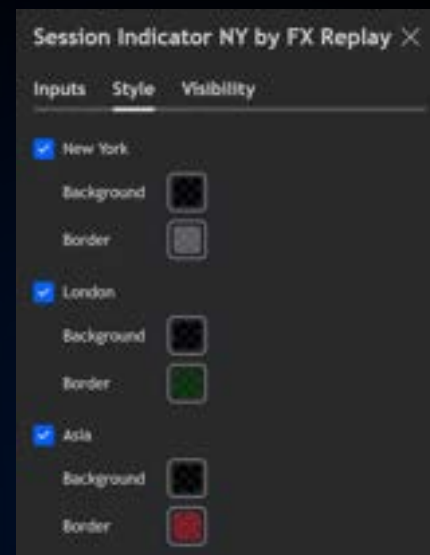 Session Indicator NY by FX Replay
Inputs Style Visibility
New York
Background
Border
London
Background
Border
Asia
Background
Border